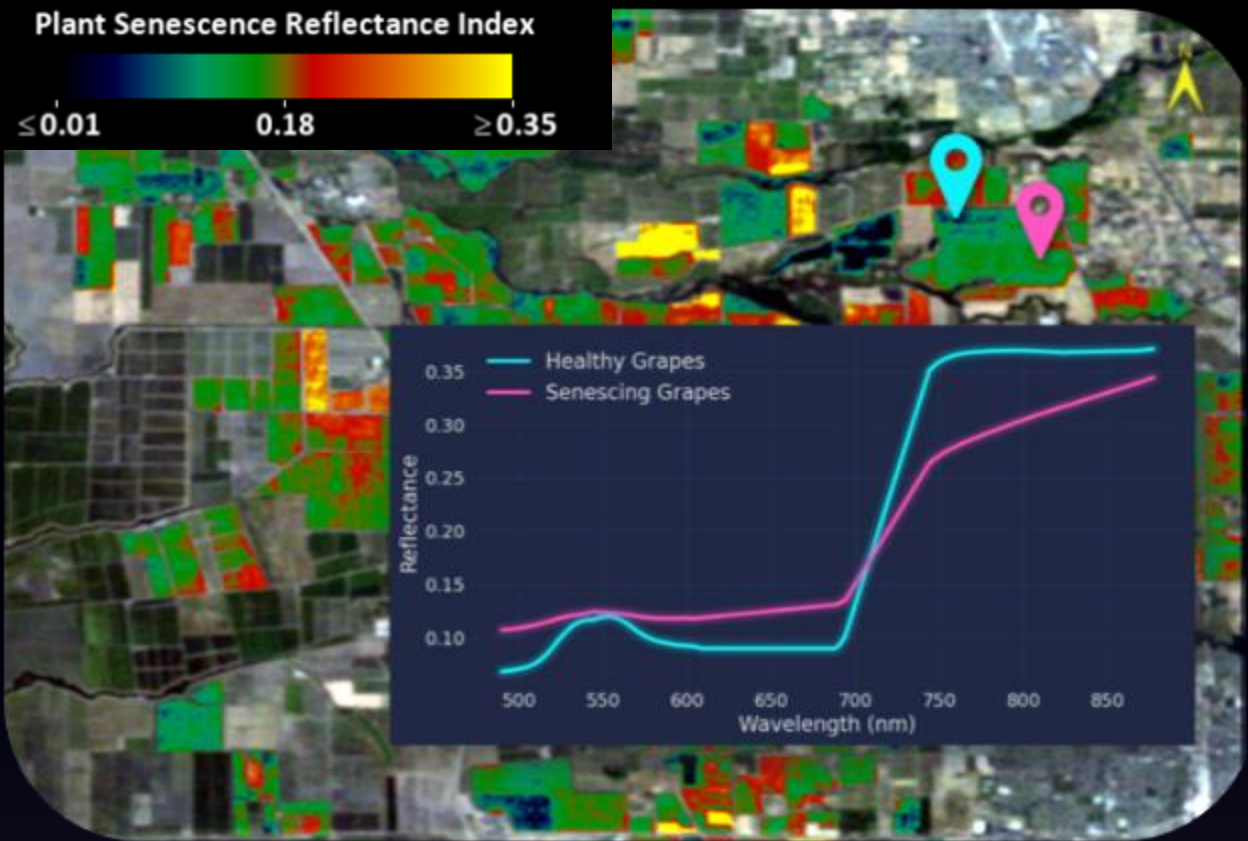 Plant Senescence Reflectance Index
≤0.01 0.18 ≥0.35
N
Healthy Grapes
Senescing Grapes
0.35
0.30
0.25
0.20
0.15
0.10
Reflectance
500 550 600 650 700 750 800 850
Wavelength (nm)